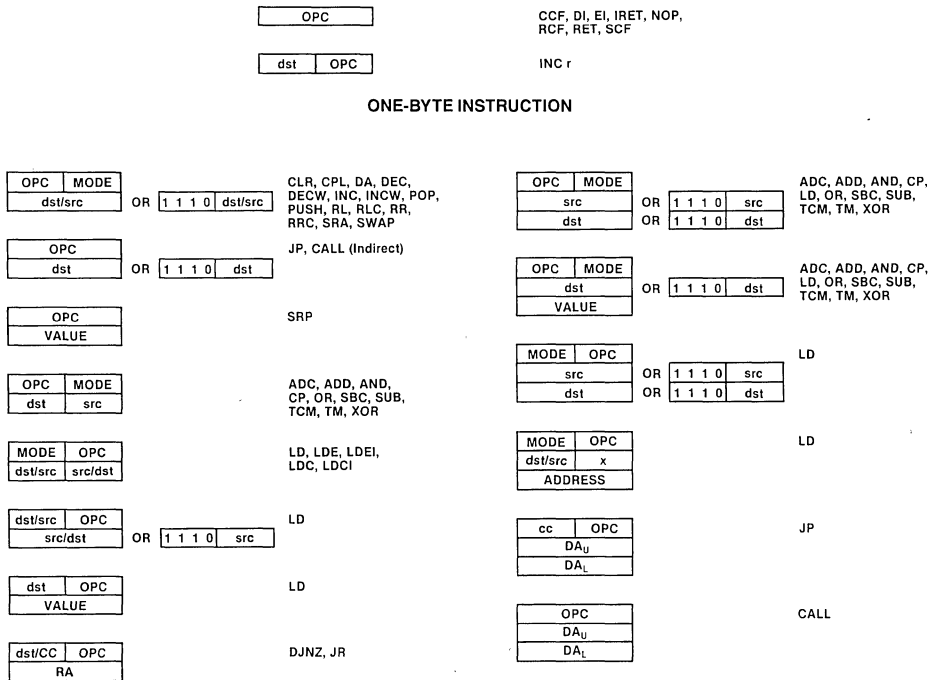 OPC
CCF, DI, EI, IRET, NOP,
RCF, RET, SCF
dst OPC
INC r
ONE-BYTE INSTRUCTION
OPC MODE
dst/src OR 1 1 1 0 dst/src
CLR, CPL, DA, DEC,
DECW, INC, INCW, POP,
PUSH, RL, RLC, RR,
RRC, SRA, SWAP
OPC
dst OR 1 1 1 0 dst
JP, CALL (Indirect)
OPC
VALUE
SRP
OPC MODE
dst src
ADC, ADD, AND,
CP, OR, SBC, SUB,
TCM, TM, XOR
MODE OPC
dst/src src/dst
LD, LDE, LDEI,
LDC, LDCI
dst/src OPC
src/dst OR 1 1 1 0 src
LD
dst OPC
VALUE
LD
dst/CC OPC
RA
DJNZ, JR
OPC MODE
src OR 1 1 1 0 src
dst OR 1 1 1 0 dst
ADC, ADD, AND, CP,
LD, OR, SBC, SUB,
TCM, TM, XOR
OPC MODE
dst OR 1 1 1 0 dst
VALUE
ADC, ADD, AND, CP,
LD, OR, SBC, SUB,
TCM, TM, XOR
MODE OPC
src OR 1 1 1 0 src
dst OR 1 1 1 0 dst
LD
MODE OPC
dst/src x
ADDRESS
LD
cc OPC
DAU
DAL
JP
OPC
DAU
DAL
CALL